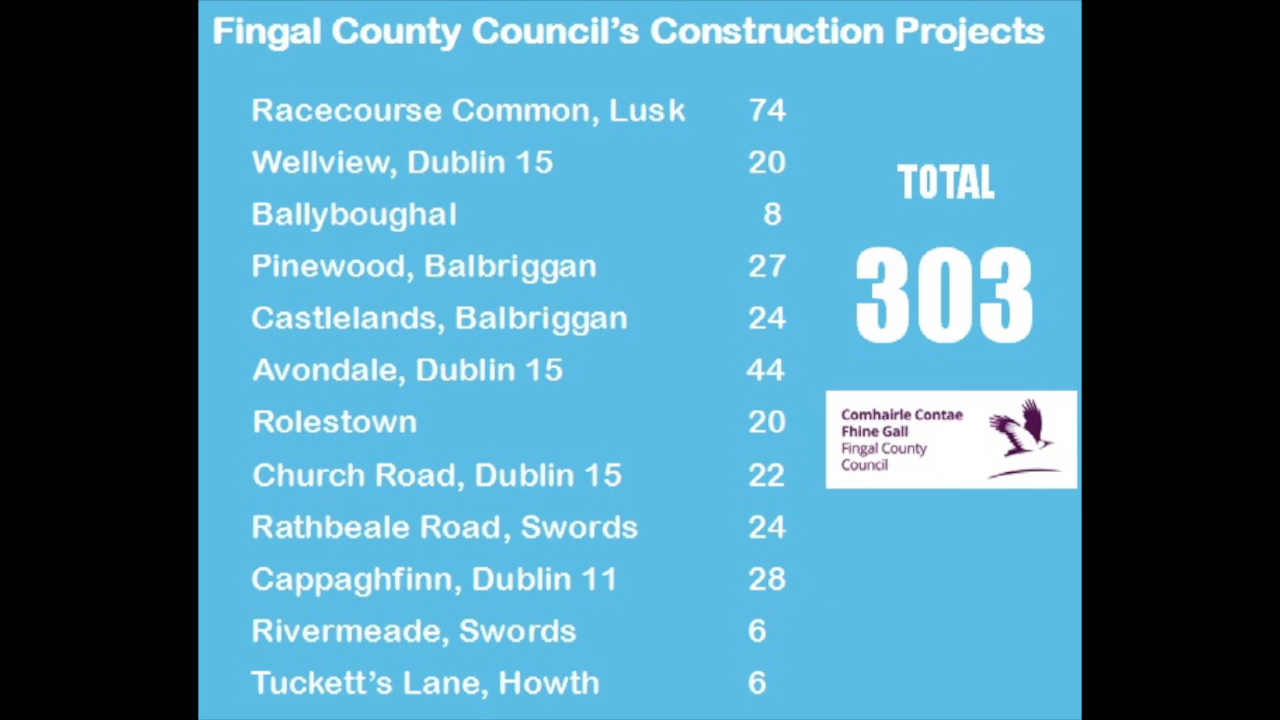 Fingal County Council’s Construction Projects
Racecourse Common, Lusk 74
Wellview, Dublin 15 20
Ballyboughal 8
Pinewood, Balbriggan 27
Castlelands, Balbriggan 24
Avondale, Dublin 15 44
Rolestown 20
Church Road, Dublin 15 22
Rathbeale Road, Swords 24
Cappaghfinn, Dublin 11 28
Rivermeade, Swords 6
Tuckett’s Lane, Howth 6
TOTAL
303
Comhairle Contae
Fhine Gall
Fingal County
Council